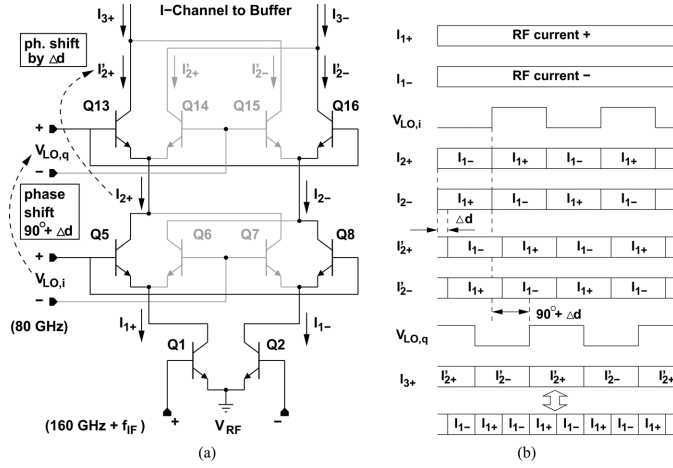 I−Channel to Buffer
I3+
I3−
ph. shift
by Δd
I'2+
I'2−
I'2+
I'2−
Q13
Q14
Q15
Q16
+
VLO,q
−
phase
shift
90°+ Δd
I2+
I2−
Q5
Q6
Q7
Q8
+
VLO,i
−
(80 GHz)
I1+
I1−
Q1
Q2
(160 GHz + fIF)
+
VRF
−
(a)
I1+
RF current +
I1−
RF current −
VLO,i
I2+
I1− I1+ I1− I1+
I2−
I1+ I1− I1+ I1−
Δd
I'2+
I1− I1+ I1− I1+
I'2−
I1+ I1− I1+ I1−
90°+ Δd
VLO,q
I3+
I'2+ I'2− I'2+ I'2− I'2+
I1− I1+ I1− I1+ I1− I1+ I1− I1+
(b)